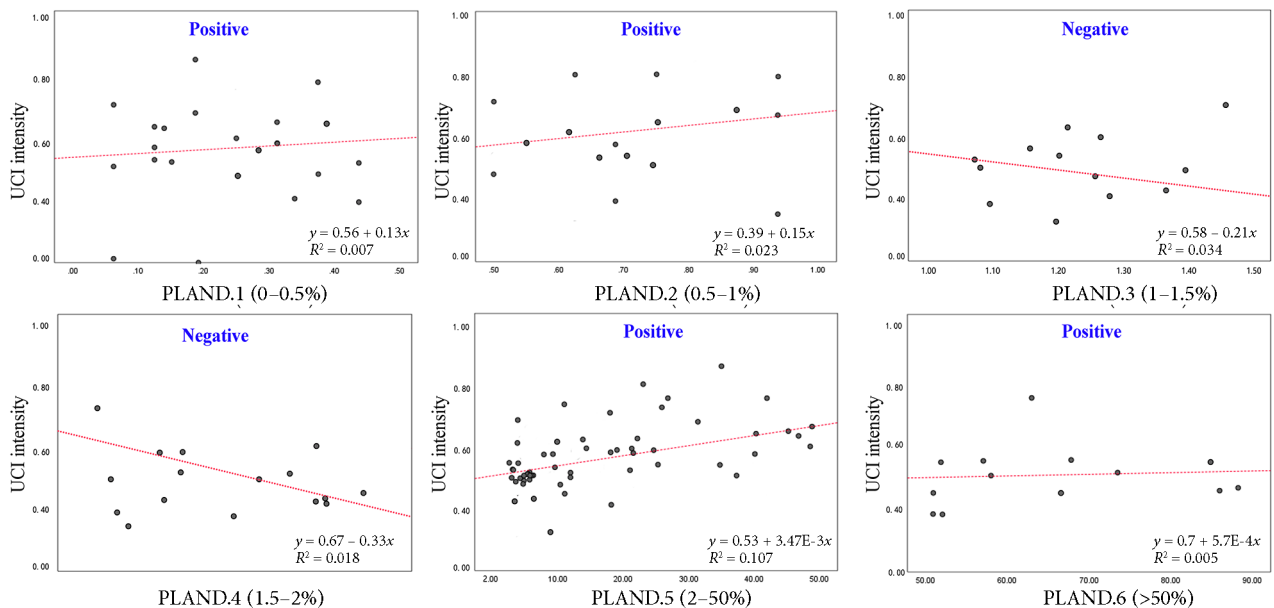 Positive
UCI intensity
1.00
0.80
0.60
0.40
0.00
y = 0.56 + 0.13x
R² = 0.007
.00 .10 .20 .30 .40 .50
PLAND.1 (0–0.5%)
Positive
UCI intensity
1.00
0.80
0.60
0.40
0.00
y = 0.39 + 0.15x
R² = 0.023
.50 .60 .70 .80 .90 1.00
PLAND.2 (0.5–1%)
Negative
UCI intensity
1.00
0.80
0.60
0.40
0.00
y = 0.58 – 0.21x
R² = 0.034
1.00 1.10 1.20 1.30 1.40 1.50
PLAND.3 (1–1.5%)
Negative
UCI intensity
1.00
0.80
0.60
0.40
0.00
y = 0.67 – 0.33x
R² = 0.018
PLAND.4 (1.5–2%)
Positive
UCI intensity
1.00
0.80
0.60
0.40
0.00
y = 0.53 + 3.47E-3x
R² = 0.107
2.00 10.00 20.00 30.00 40.00 50.00
PLAND.5 (2–50%)
Positive
UCI intensity
1.00
0.80
0.60
0.40
0.00
y = 0.7 + 5.7E-4x
R² = 0.005
50.00 60.00 70.00 80.00 90.00
PLAND.6 (>50%)